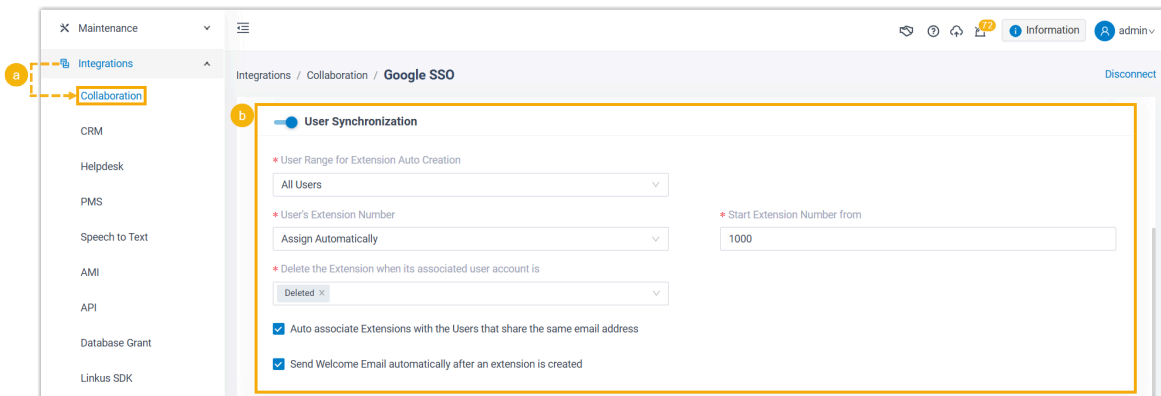 Maintenance
72
Information
admin
a
Integrations
Integrations / Collaboration / Google SSO
Disconnect
Collaboration
b
User Synchronization
CRM
* User Range for Extension Auto Creation
Helpdesk
All Users
PMS
* User's Extension Number
* Start Extension Number from
Speech to Text
Assign Automatically
1000
AMI
* Delete the Extension when its associated user account is
Deleted ×
API
Auto associate Extensions with the Users that share the same email address
Database Grant
Send Welcome Email automatically after an extension is created
Linkus SDK